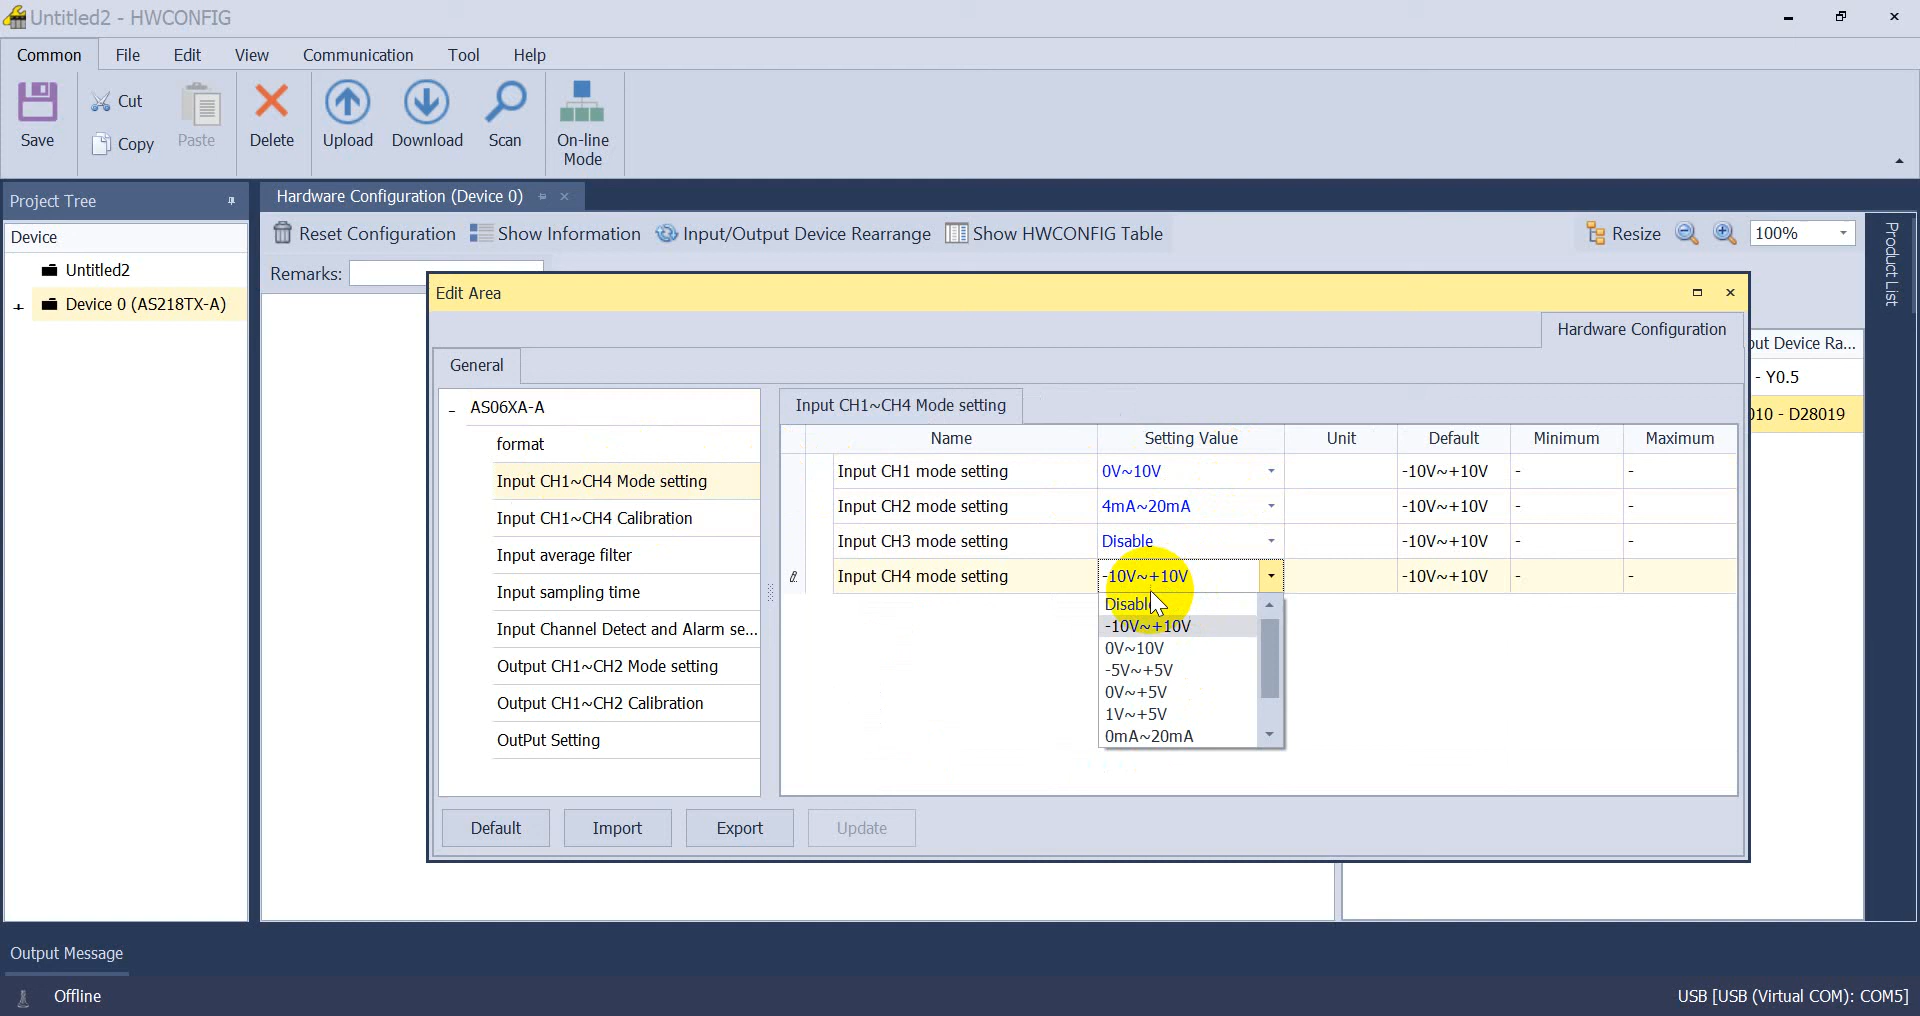 Untitled2 - HWCONFIG
Common File Edit View Communication Tool Help
Save
Cut
Copy
Paste
Delete
Upload
Download
Scan
On-line
Mode
Project Tree
Device
Untitled2
Device 0 (AS218TX-A)
Hardware Configuration (Device 0)
Reset Configuration Show Information Input/Output Device Rearrange Show HWCONFIG Table Resize 100%
Remarks:
Product List
Edit Area
Hardware Configuration
General
AS06XA-A
format
Input CH1~CH4 Mode setting
Input CH1~CH4 Calibration
Input average filter
Input sampling time
Input Channel Detect and Alarm se...
Output CH1~CH2 Mode setting
Output CH1~CH2 Calibration
OutPut Setting
Input CH1~CH4 Mode setting
Name Setting Value Unit Default Minimum Maximum
Input CH1 mode setting 0V~10V -10V~+10V - -
Input CH2 mode setting 4mA~20mA -10V~+10V - -
Input CH3 mode setting Disable -10V~+10V - -
Input CH4 mode setting -10V~+10V -10V~+10V - -
Disable
-10V~+10V
0V~10V
-5V~+5V
0V~+5V
1V~+5V
0mA~20mA
Default Import Export Update
ut Device Ra...
- Y0.5
10 - D28019
Output Message
Offline
USB [USB (Virtual COM): COM5]